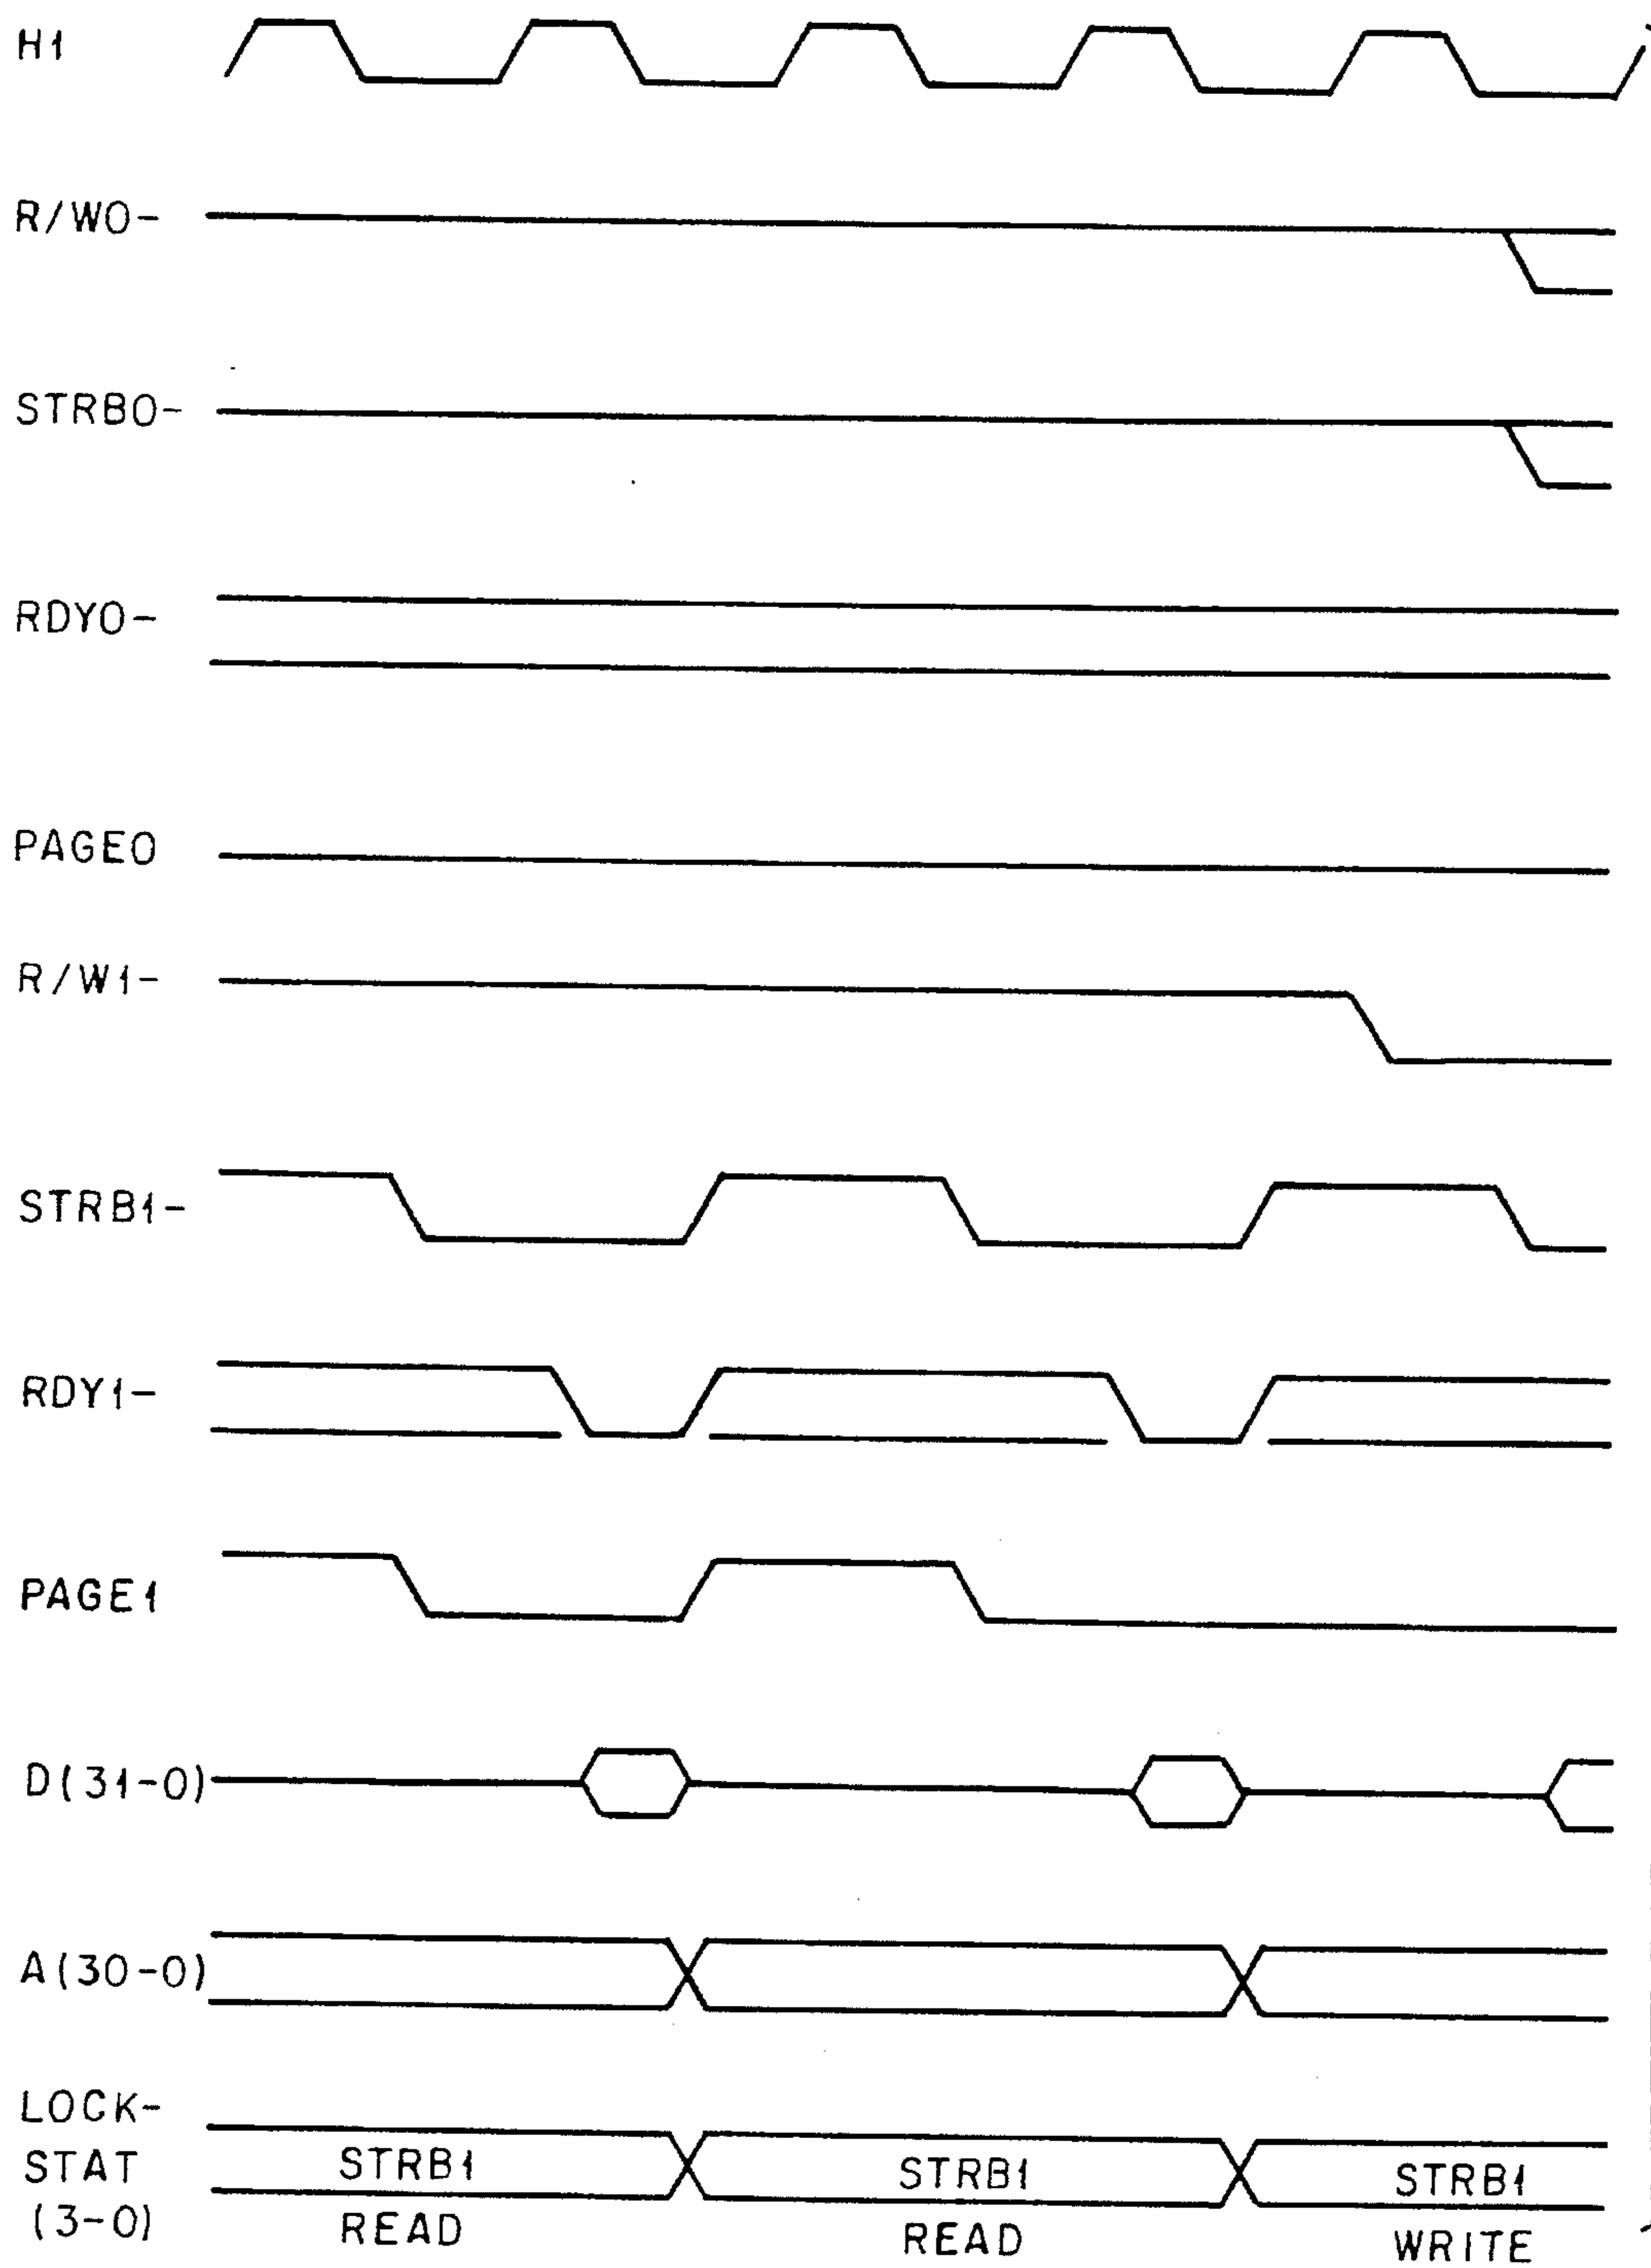 H1
R/W0-
STRB0-
RDY0-
PAGE0
R/W1-
STRB1-
RDY1-
PAGE1
D(31-0)
A(30-0)
LOCK-
STAT
(3-0)
STRB1
READ
STRB1
READ
STRB1
WRITE